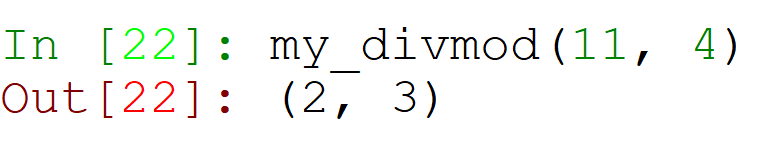 In [22]: my_divmod(11, 4)
Out[22]: (2, 3)